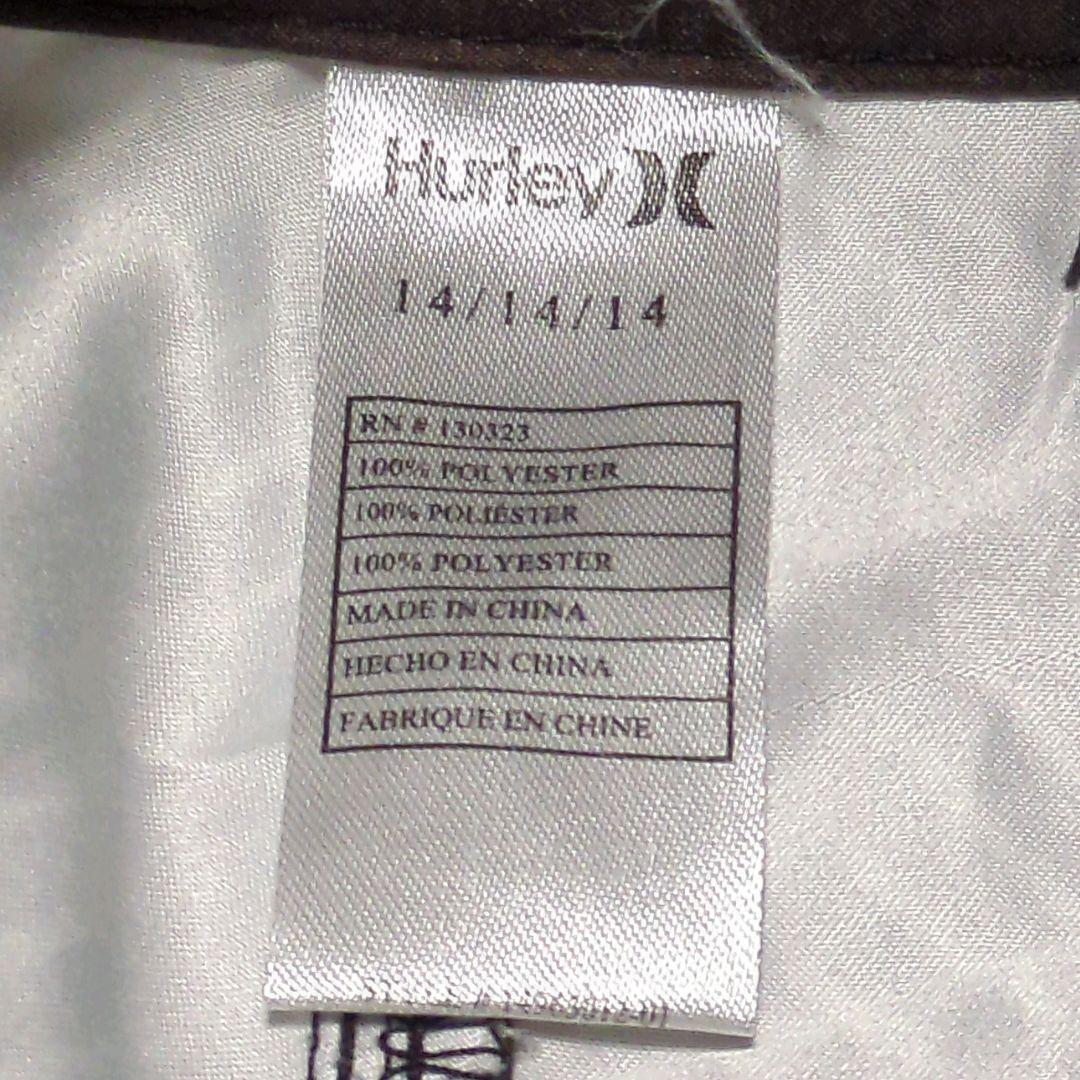 Hurley
14/14/14
RN # 130323
100% POLYESTER
100% POLIÉSTER
100% POLYESTER
MADE IN CHINA
HECHO EN CHINA
FABRIQUE EN CHINE